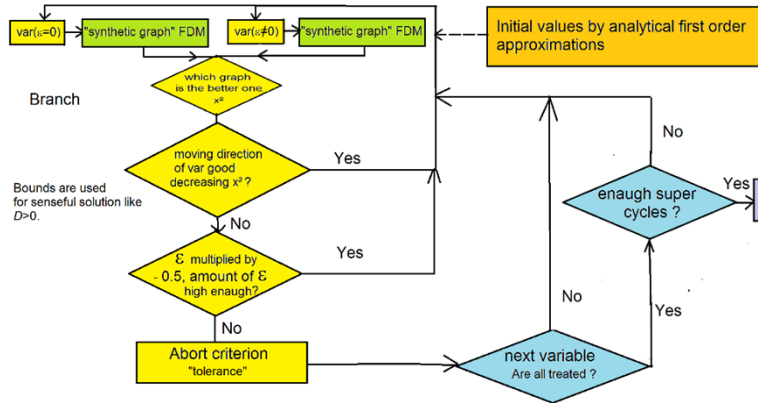 var(ε=0)
"synthetic graph" FDM
var(ε≠0)
"synthetic graph" FDM
Initial values by analytical first order
approximations
which graph
is the better one,
x²
Branch
moving direction
of var good
decreasing x² ?
Yes
No
Bounds are used
for senseful solution like
D>0.
No
enaugh super
cycles ?
Yes
ε multiplied by
- 0.5, amount of ε
high enaugh?
Yes
No
Yes
No
Abort criterion
"tolerance"
next variable
Are all treated ?